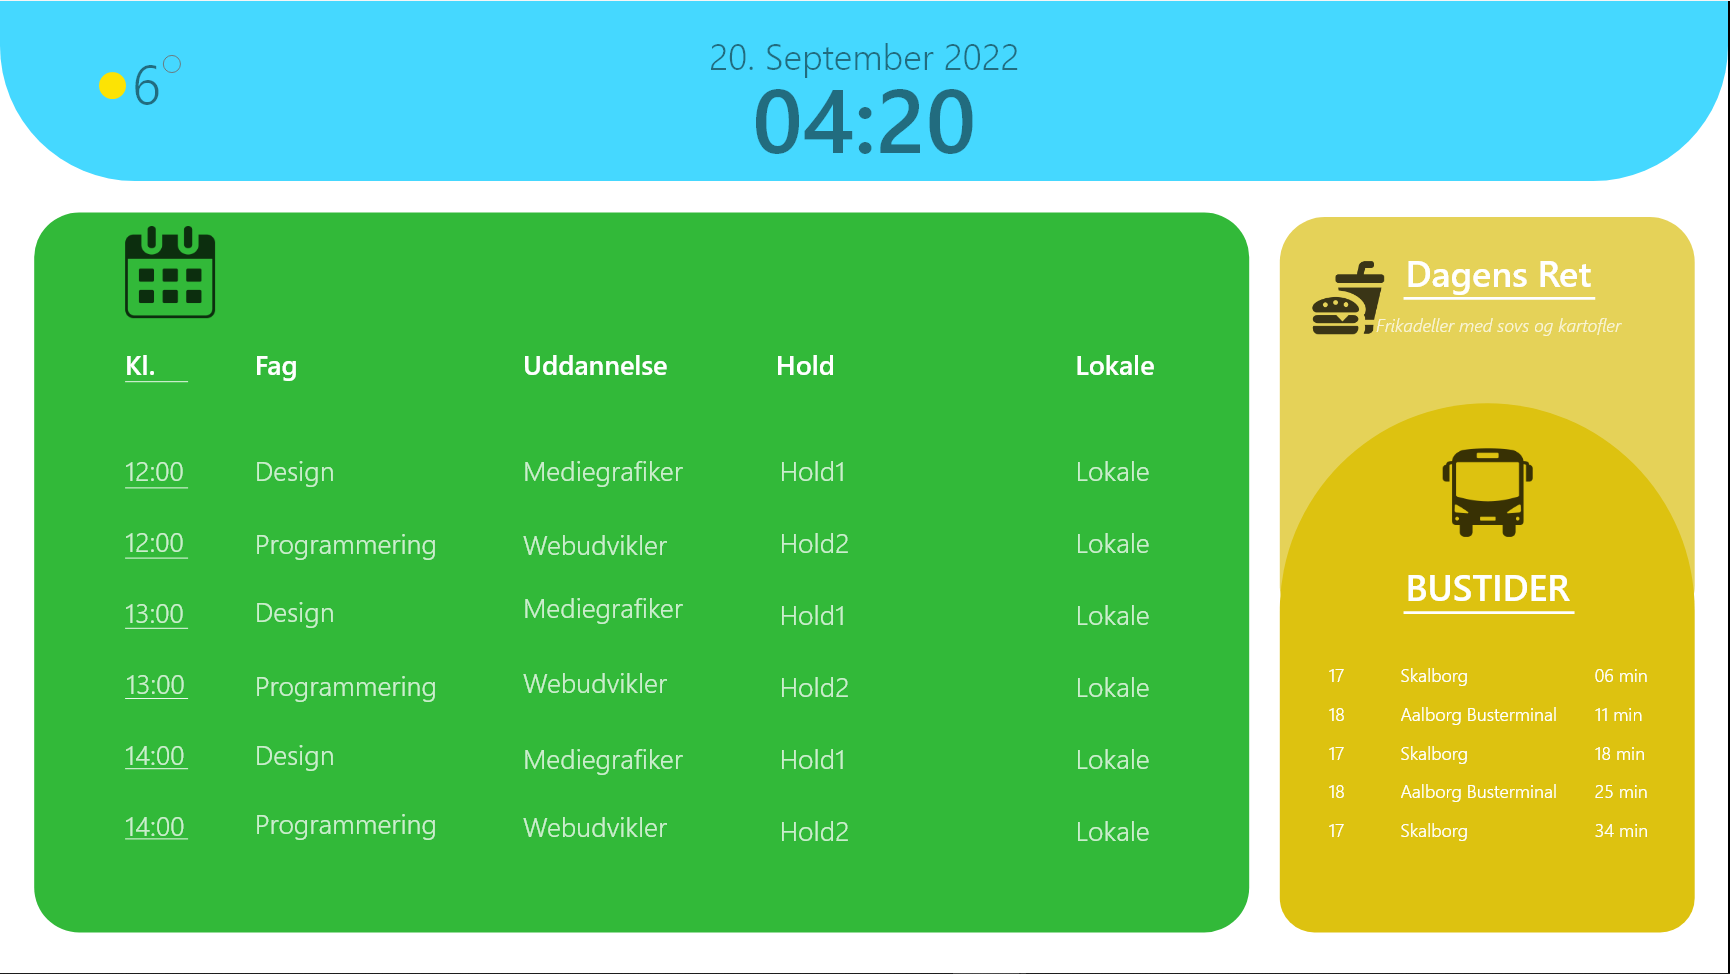 6°
20. September 2022
04:20
Kl. Fag Uddannelse Hold Lokale
12:00 Design Mediegrafiker Hold1 Lokale
12:00 Programmering Webudvikler Hold2 Lokale
13:00 Design Mediegrafiker Hold1 Lokale
13:00 Programmering Webudvikler Hold2 Lokale
14:00 Design Mediegrafiker Hold1 Lokale
14:00 Programmering Webudvikler Hold2 Lokale
Dagens Ret
Frikadeller med sovs og kartofler
BUSTIDER
17 Skalborg 06 min
18 Aalborg Busterminal 11 min
17 Skalborg 18 min
18 Aalborg Busterminal 25 min
17 Skalborg 34 min